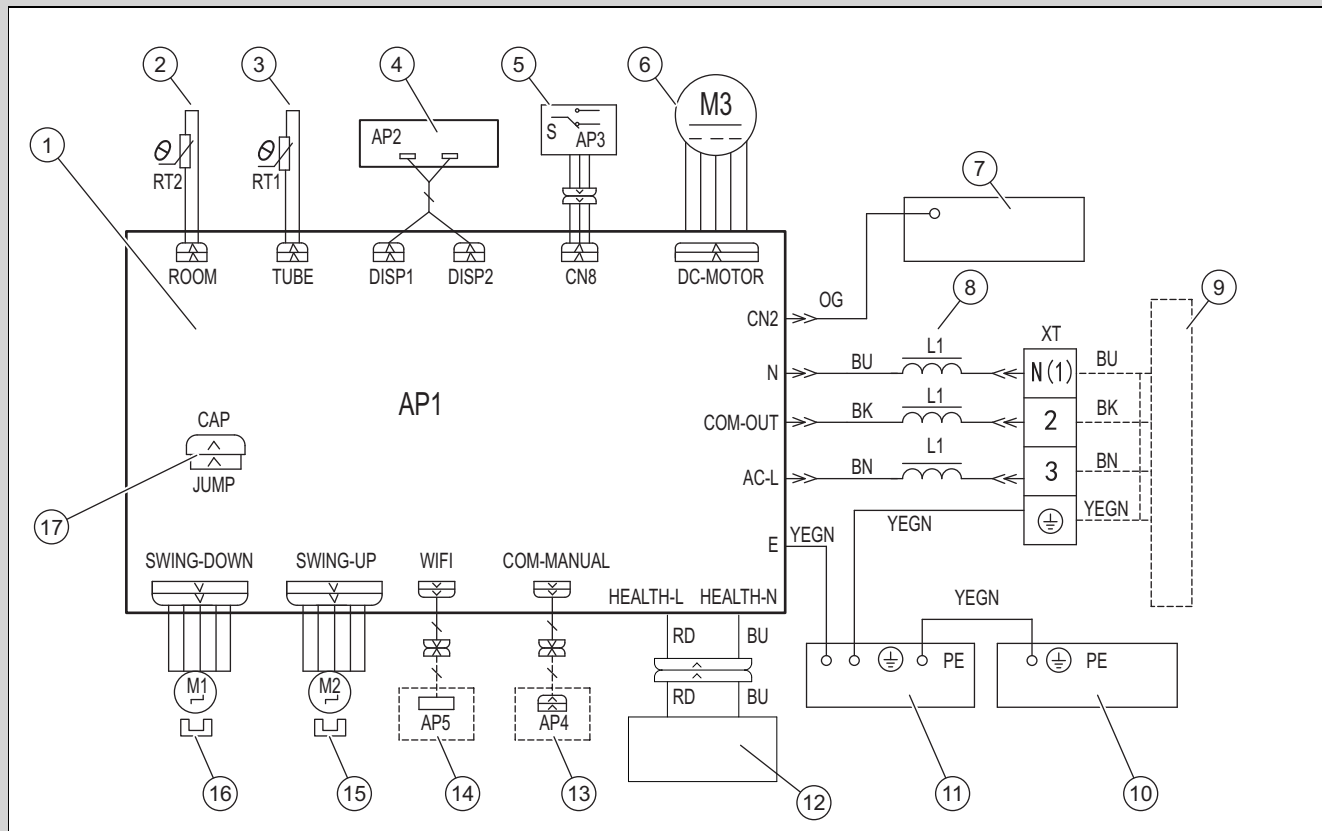 2
3
4
5
6
1
RT2
RT1
AP2
S
AP3
M3
7
ROOM
TUBE
DISP1
DISP2
CN8
DC-MOTOR
CN2
OG
8
9
XT
N
BU
L1
N(1)
BU
AP1
COM-OUT
BK
L1
2
BK
CAP
JUMP
AC-L
BN
L1
3
BN
17
E
YEGN
YEGN
YEGN
SWING-DOWN
SWING-UP
WIFI
COM-MANUAL
HEALTH-L
HEALTH-N
YEGN
RD
BU
PE
PE
M1
M2
AP5
AP4
RD
BU
16
15
14
13
12
11
10